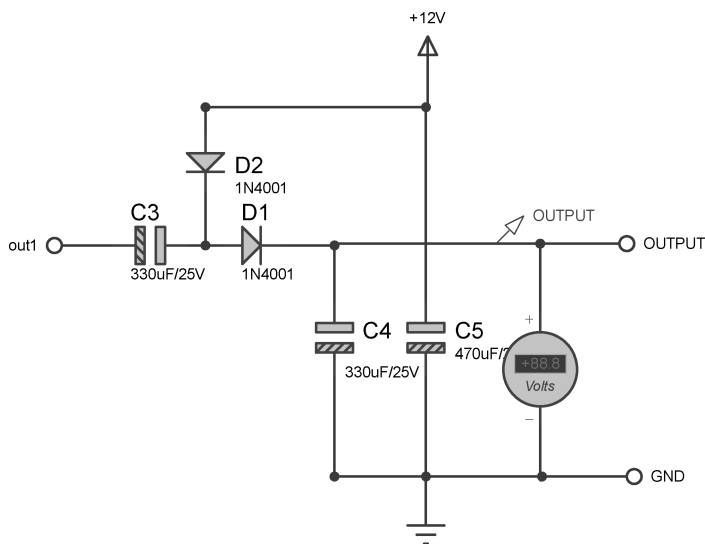 +12V
D2
1N4001
C3
D1
OUTPUT
out1
OUTPUT
330uF/25V
1N4001
+
C4
C5
470uF/
330uF/25V
+88.8
Volts
−
GND